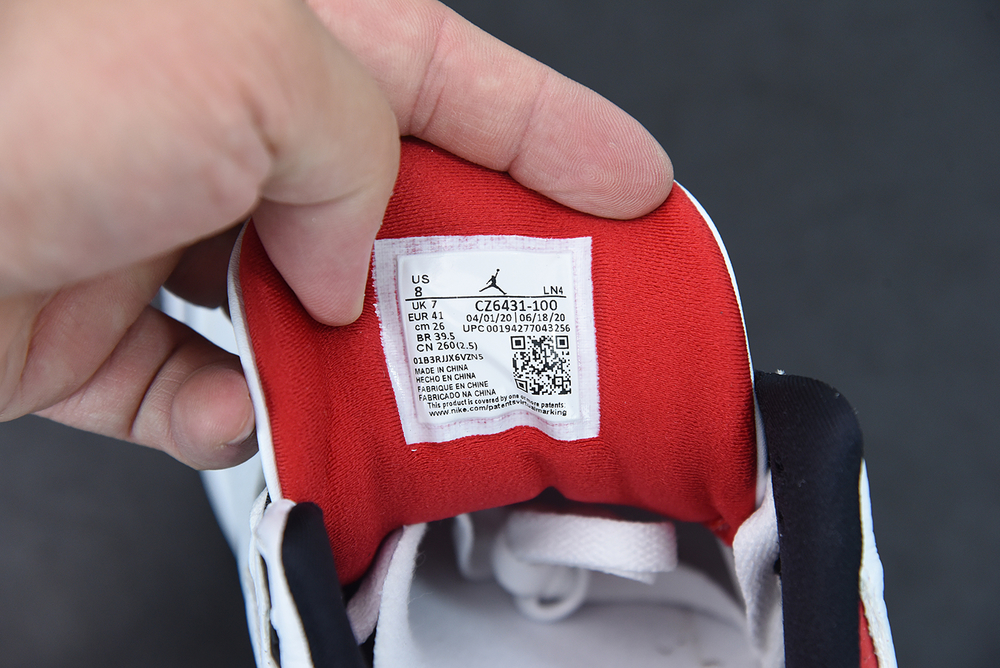 US
8 LN4
UK 7 CZ6431-100
EUR 41 04/01/20 | 06/18/20
cm 26 UPC 00194277043256
BR 39.5
CN 260(2.5)
01B3RJJX6VZN5
MADE IN CHINA
HECHO EN CHINA
FABRIQUE EN CHINE
FABRICADO NA CHINA
This product is covered by one or more patents
www.nike.com/patentsvirtualmarking